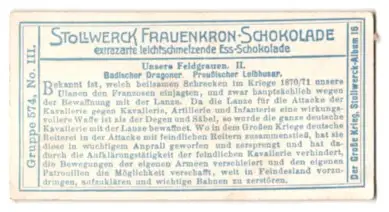 STOLLWERCK FRAUENKRON-SCHOKOLADE
extrazarte leichtschmelzende Ess-Schokolade
Unsere Feldgrauen. II.
Badischer Dragoner. Preußischer Leibhusar.
Bekannt ist, welch heilsamen Schrecken im Kriege 1870/71 unsere
Ulanen den Franzosen einjagten, und zwar hauptsächlich wegen
der Bewaffnung mit der Lanze. Da die Lanze für die Attacke der
Kavallerie gegen Kavallerie, Artillerie und Infanterie eine wirkungs-
vollere Waffe ist als der Degen und Säbel, so wurde die ganze deutsche
Kavallerie mit der Lanze bewaffnet. Wo in dem Großen Kriege deutsche
Reiterei in der Attacke mit feindlichen Reitern zusammenstieß, hat sie
diese in wuchtigem Anprall geworfen und zersprengt und hat da-
durch die Aufklärungstätigkeit der feindlichen Kavallerie verhindert,
die Bewegungen der eigenen Armeen verschleiert und den eigenen
Patrouillen die Möglichkeit verschafft, weit in Feindesland vorzu-
dringen, aufzuklären und wichtige Bahnen zu zerstören.
Gruppe 574, No. III.
Der Große Krieg, Stollwerck-Album 16